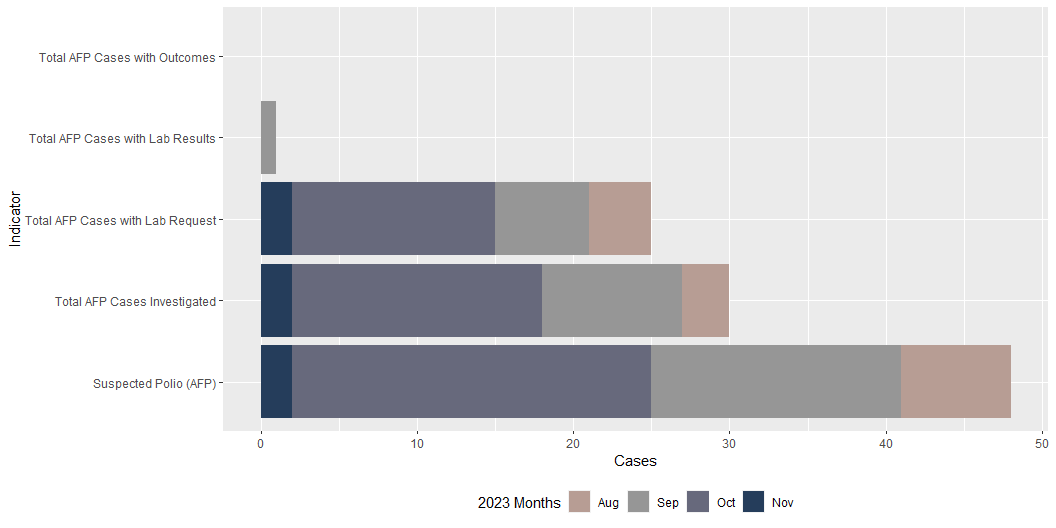 Total AFP Cases with Outcomes
Total AFP Cases with Lab Results
Total AFP Cases with Lab Request
Total AFP Cases Investigated
Suspected Polio (AFP)
Indicator
0 10 20 30 40 50
Cases
2023 Months Aug Sep Oct Nov